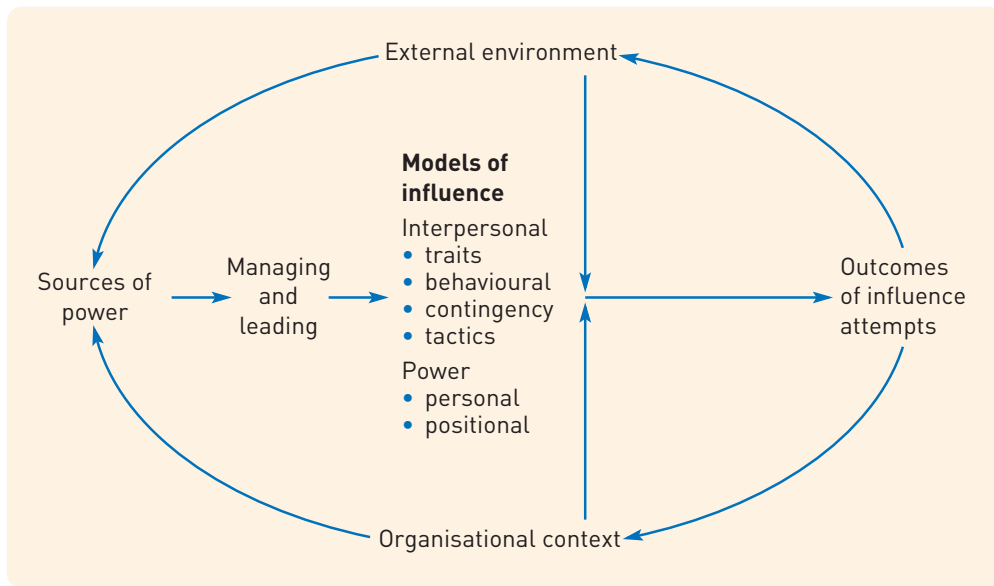 External environment
Models of
influence
Interpersonal
• traits
• behavioural
• contingency
• tactics
Power
• personal
• positional
Sources of
power
Managing
and
leading
Outcomes
of influence
attempts
Organisational context